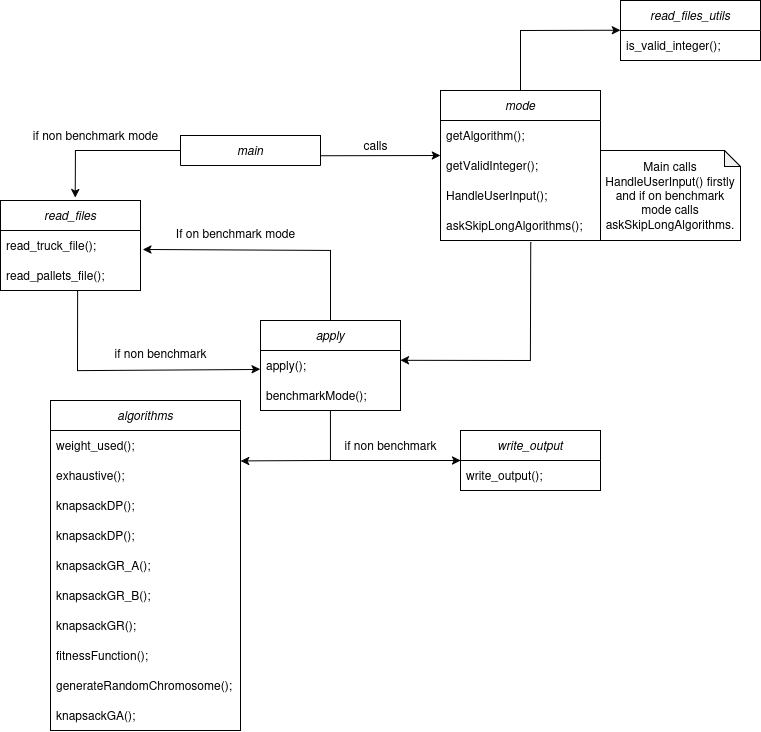 read_files_utils
is_valid_integer();
mode
getAlgorithm();
getValidInteger();
HandleUserInput();
askSkipLongAlgorithms();
Main calls
HandleUserInput() firstly
and if on benchmark
mode calls
askSkipLongAlgorithms.
if non benchmark mode
main
calls
read_files
read_truck_file();
read_pallets_file();
If on benchmark mode
if non benchmark
apply
apply();
benchmarkMode();
algorithms
weight_used();
exhaustive();
knapsackDP();
knapsackDP();
knapsackGR_A();
knapsackGR_B();
knapsackGR();
fitnessFunction();
generateRandomChromosome();
knapsackGA();
if non benchmark
write_output
write_output();